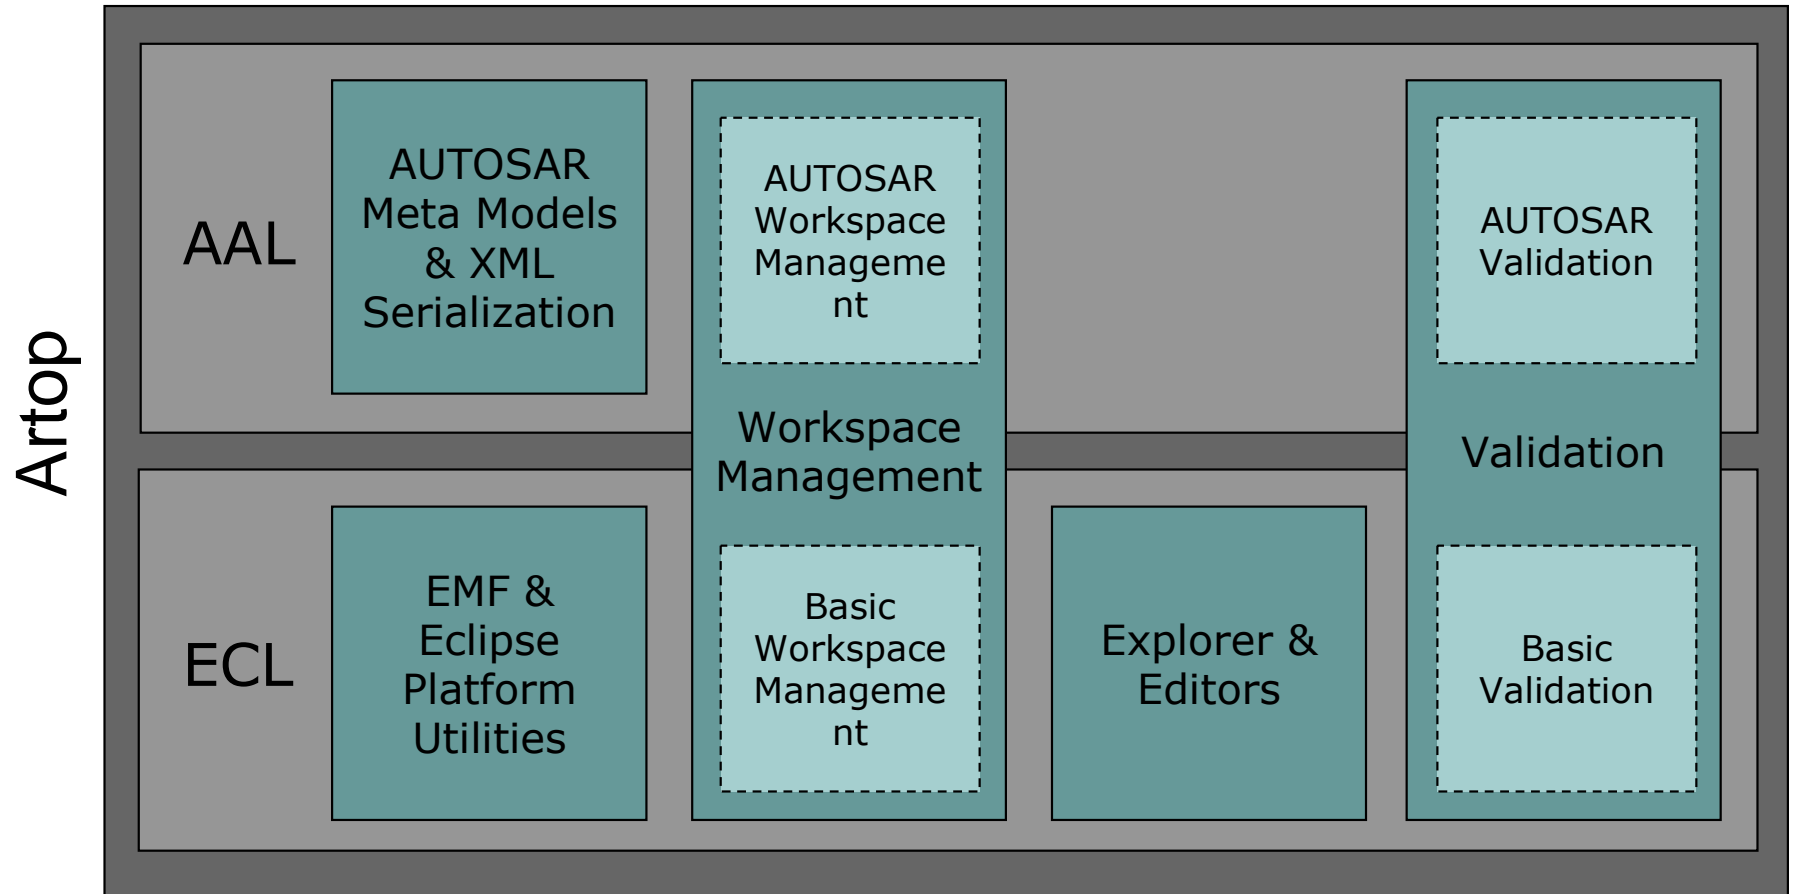 Artop
AAL
AUTOSAR
Meta Models
& XML
Serialization
AUTOSAR
Workspace
Manageme
nt
AUTOSAR
Validation
Workspace
Management
Validation
ECL
EMF &
Eclipse
Platform
Utilities
Basic
Workspace
Manageme
nt
Explorer &
Editors
Basic
Validation